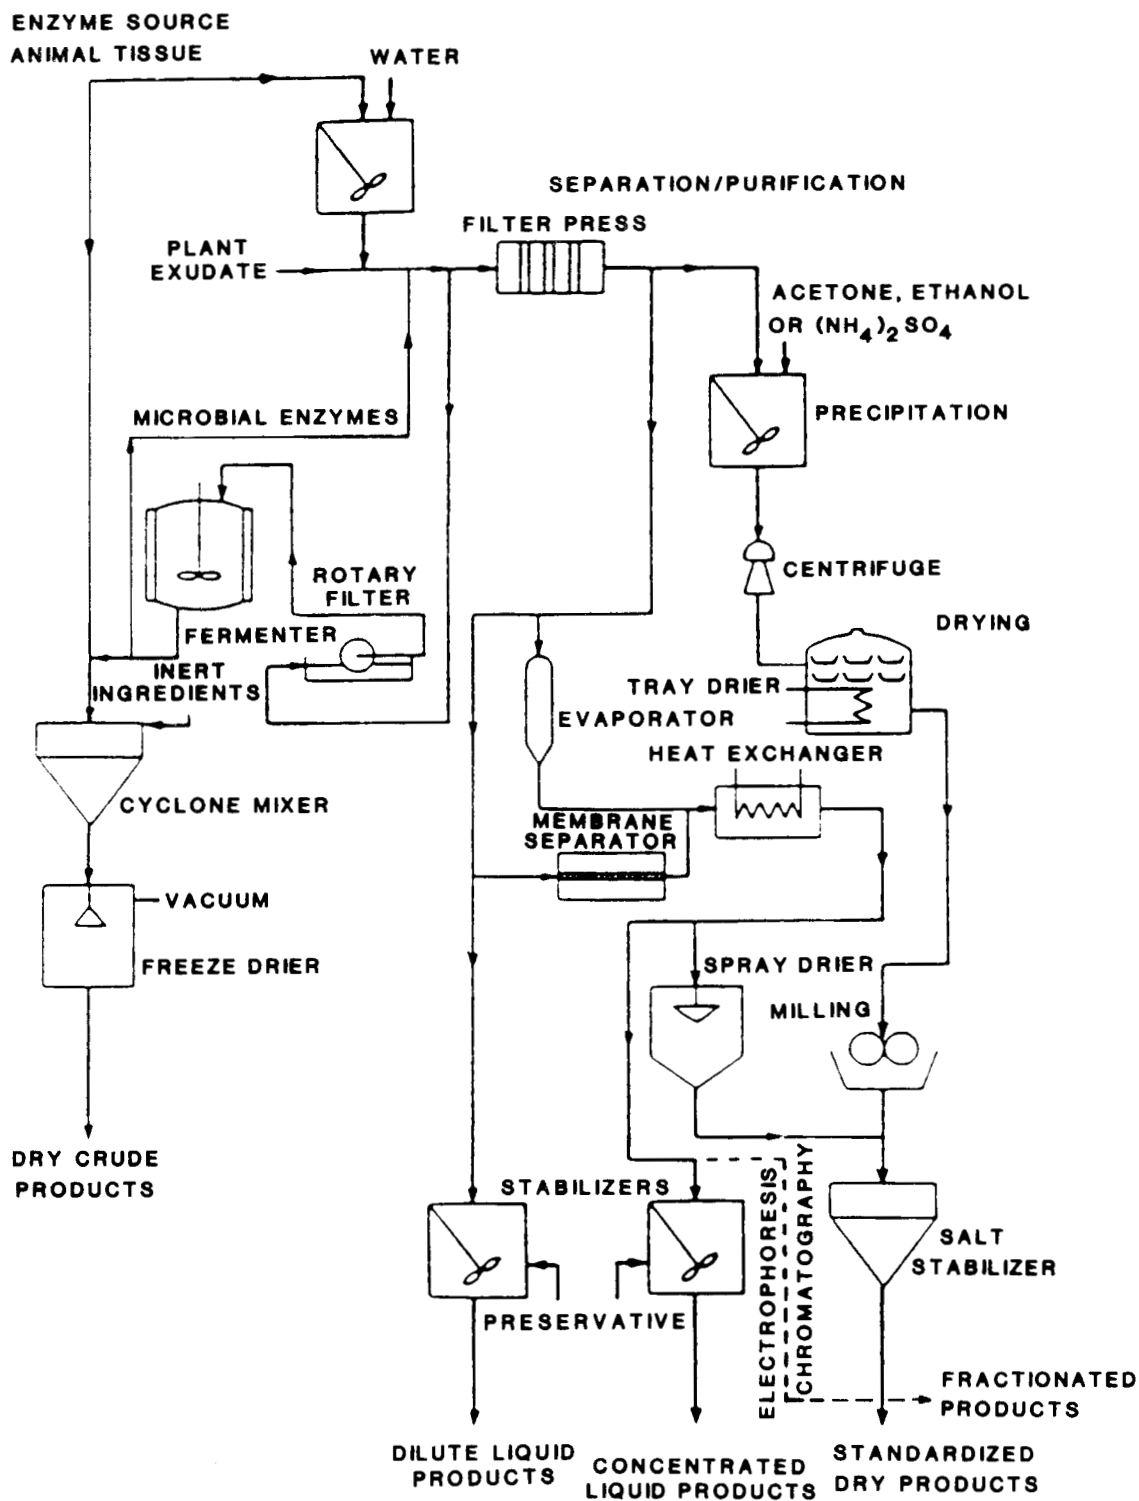 ENZYME SOURCE
ANIMAL TISSUE
WATER
SEPARATION/PURIFICATION
FILTER PRESS
PLANT
EXUDATE
ACETONE, ETHANOL
OR (NH4)2SO4
PRECIPITATION
MICROBIAL ENZYMES
CENTRIFUGE
ROTARY
FILTER
DRYING
FERMENTER
INERT
INGREDIENTS
TRAY DRIER
EVAPORATOR
HEAT EXCHANGER
CYCLONE MIXER
MEMBRANE
SEPARATOR
VACUUM
FREEZE DRIER
SPRAY DRIER
MILLING
DRY CRUDE
PRODUCTS
STABILIZERS
ELECTROPHORESIS
CHROMATOGRAPHY
SALT
STABILIZER
PRESERVATIVE
FRACTIONATED
PRODUCTS
DILUTE LIQUID
PRODUCTS
CONCENTRATED
LIQUID PRODUCTS
STANDARDIZED
DRY PRODUCTS